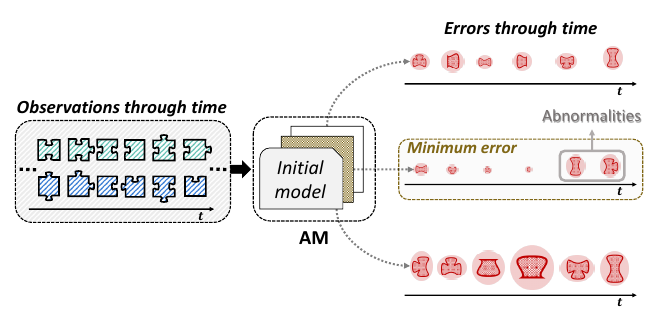 Errors through time
t
Observations through time
t
Initial
model
AM
Abnormalities
Minimum error
t
t